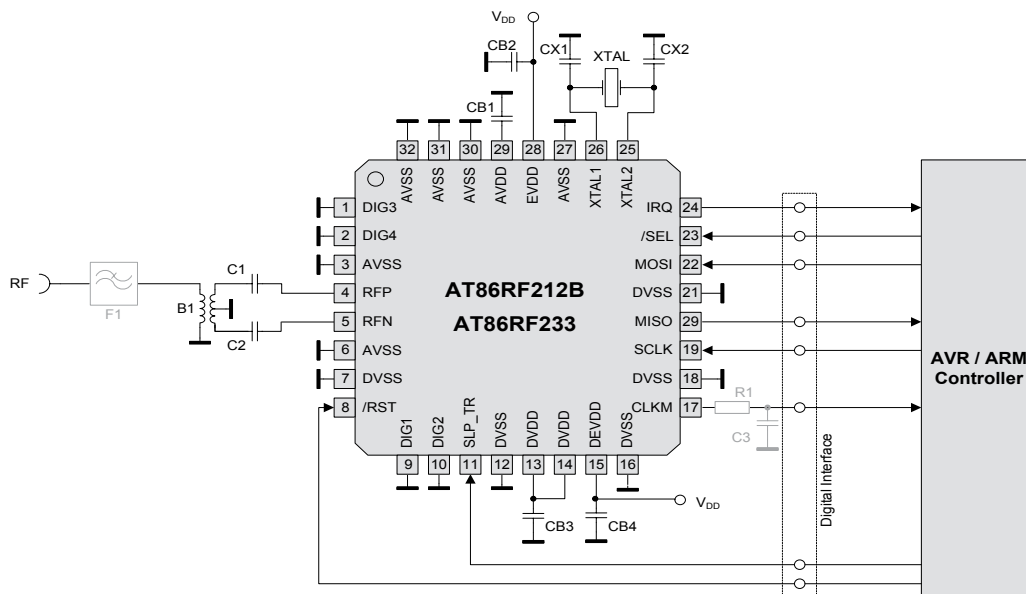 VDD
CB2
CX1
XTAL
CX2
CB1
32
31
30
29
28
27
26
25
AVSS
AVSS
AVSS
AVDD
EVDD
AVSS
XTAL1
XTAL2
1 DIG3
2 DIG4
3 AVSS
4 RFP
5 RFN
6 AVSS
7 DVSS
8 /RST
RF
F1
B1
C1
C2
AT86RF212B
AT86RF233
IRQ 24
/SEL 23
MOSI 22
DVSS 21
MISO 29
SCLK 19
DVSS 18
CLKM 17
R1
C3
AVR / ARM
Controller
Digital Interface
DIG1
DIG2
SLP_TR
DVSS
DVDD
DVDD
DEVDD
DVSS
9
10
11
12
13
14
15
16
CB3
CB4
VDD